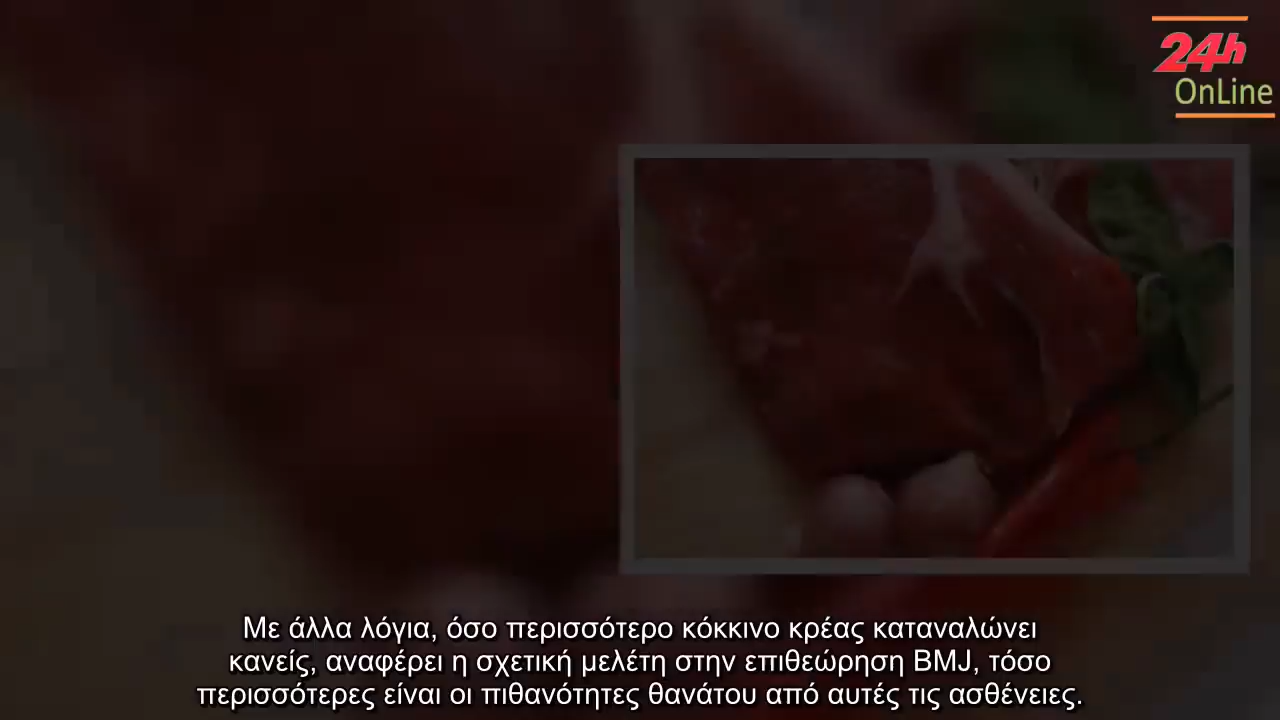 24h
OnLine
Με άλλα λόγια, όσο περισσότερο κόκκινο κρέας καταναλώνει
κανείς, αναφέρει η σχετική μελέτη στην επιθεώρηση BMJ, τόσο
περισσότερες είναι οι πιθανότητες θανάτου από αυτές τις ασθένειες.